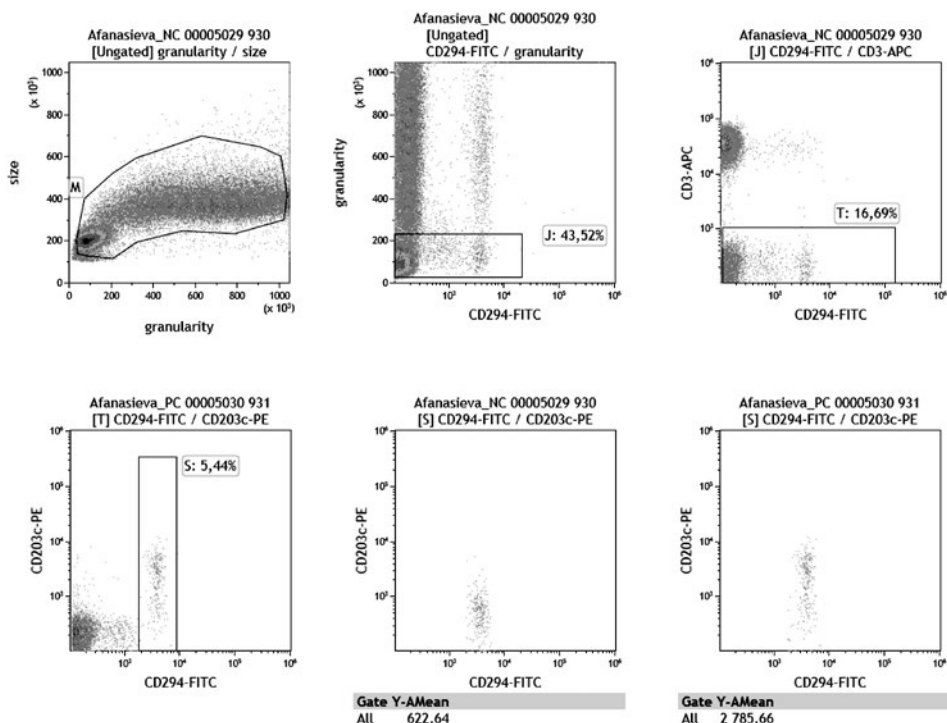 Afanasieva_NC 00005029 930
[Ungated] granularity / size
(x 10³)
1000
800
600
400
200
0
size
M
0 200 400 600 800 1000
(x 10³)
granularity
Afanasieva_NC 00005029 930
[Ungated]
CD294-FITC / granularity
(x 10³)
1000
800
600
400
200
0
granularity
J: 43,52%
10³ 10⁴ 10⁵ 10⁶
CD294-FITC
Afanasieva_NC 00005029 930
[J] CD294-FITC / CD3-APC
10⁶
10⁵
10⁴
10³
CD3-APC
T: 16,69%
10³ 10⁴ 10⁵ 10⁶
CD294-FITC
Afanasieva_PC 00005030 931
[T] CD294-FITC / CD203c-PE
10⁶
10⁵
10⁴
10³
CD203c-PE
S: 5,44%
10³ 10⁴ 10⁵ 10⁶
CD294-FITC
Afanasieva_NC 00005029 930
[S] CD294-FITC / CD203c-PE
10⁶
10⁵
10⁴
10³
CD203c-PE
10³ 10⁴ 10⁵ 10⁶
CD294-FITC
Gate Y-AMean
All 622,64
Afanasieva_PC 00005030 931
[S] CD294-FITC / CD203c-PE
10⁶
10⁵
10⁴
10³
CD203c-PE
10³ 10⁴ 10⁵ 10⁶
CD294-FITC
Gate Y-AMean
All 2 785,66